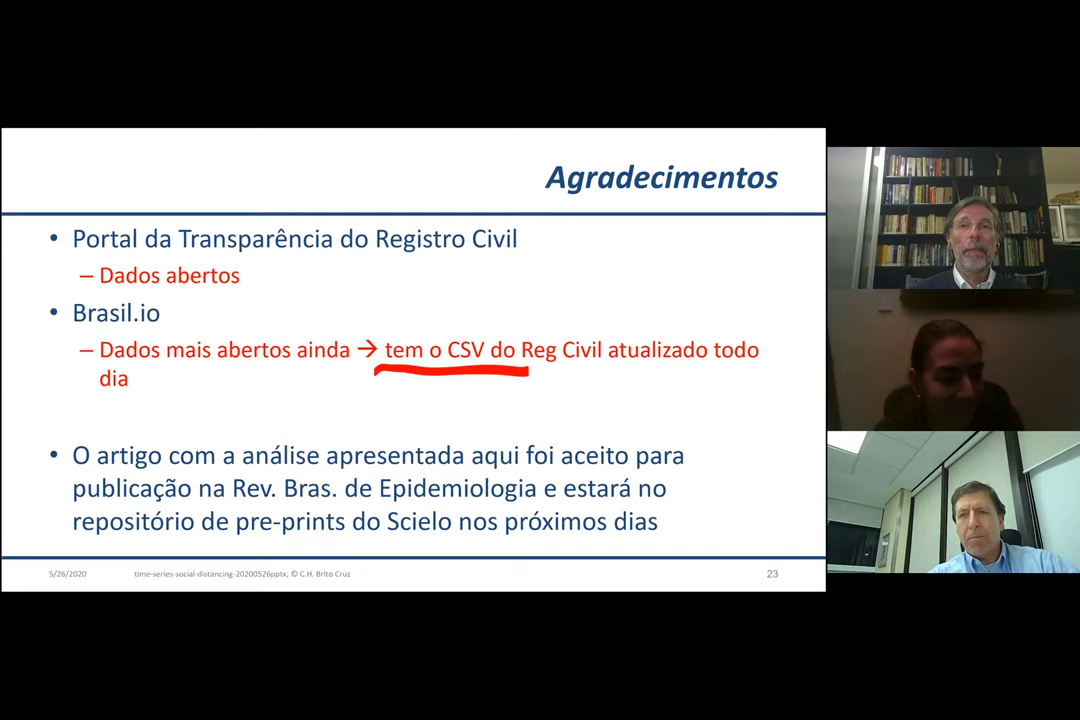 Agradecimentos
• Portal da Transparência do Registro Civil
– Dados abertos
• Brasil.io
– Dados mais abertos ainda → tem o CSV do Reg Civil atualizado todo
dia
• O artigo com a análise apresentada aqui foi aceito para
publicação na Rev. Bras. de Epidemiologia e estará no
repositório de pre-prints do Scielo nos próximos dias
5/26/2020 time-series-social-distancing-20200526pptx; © C.H. Brito Cruz 23